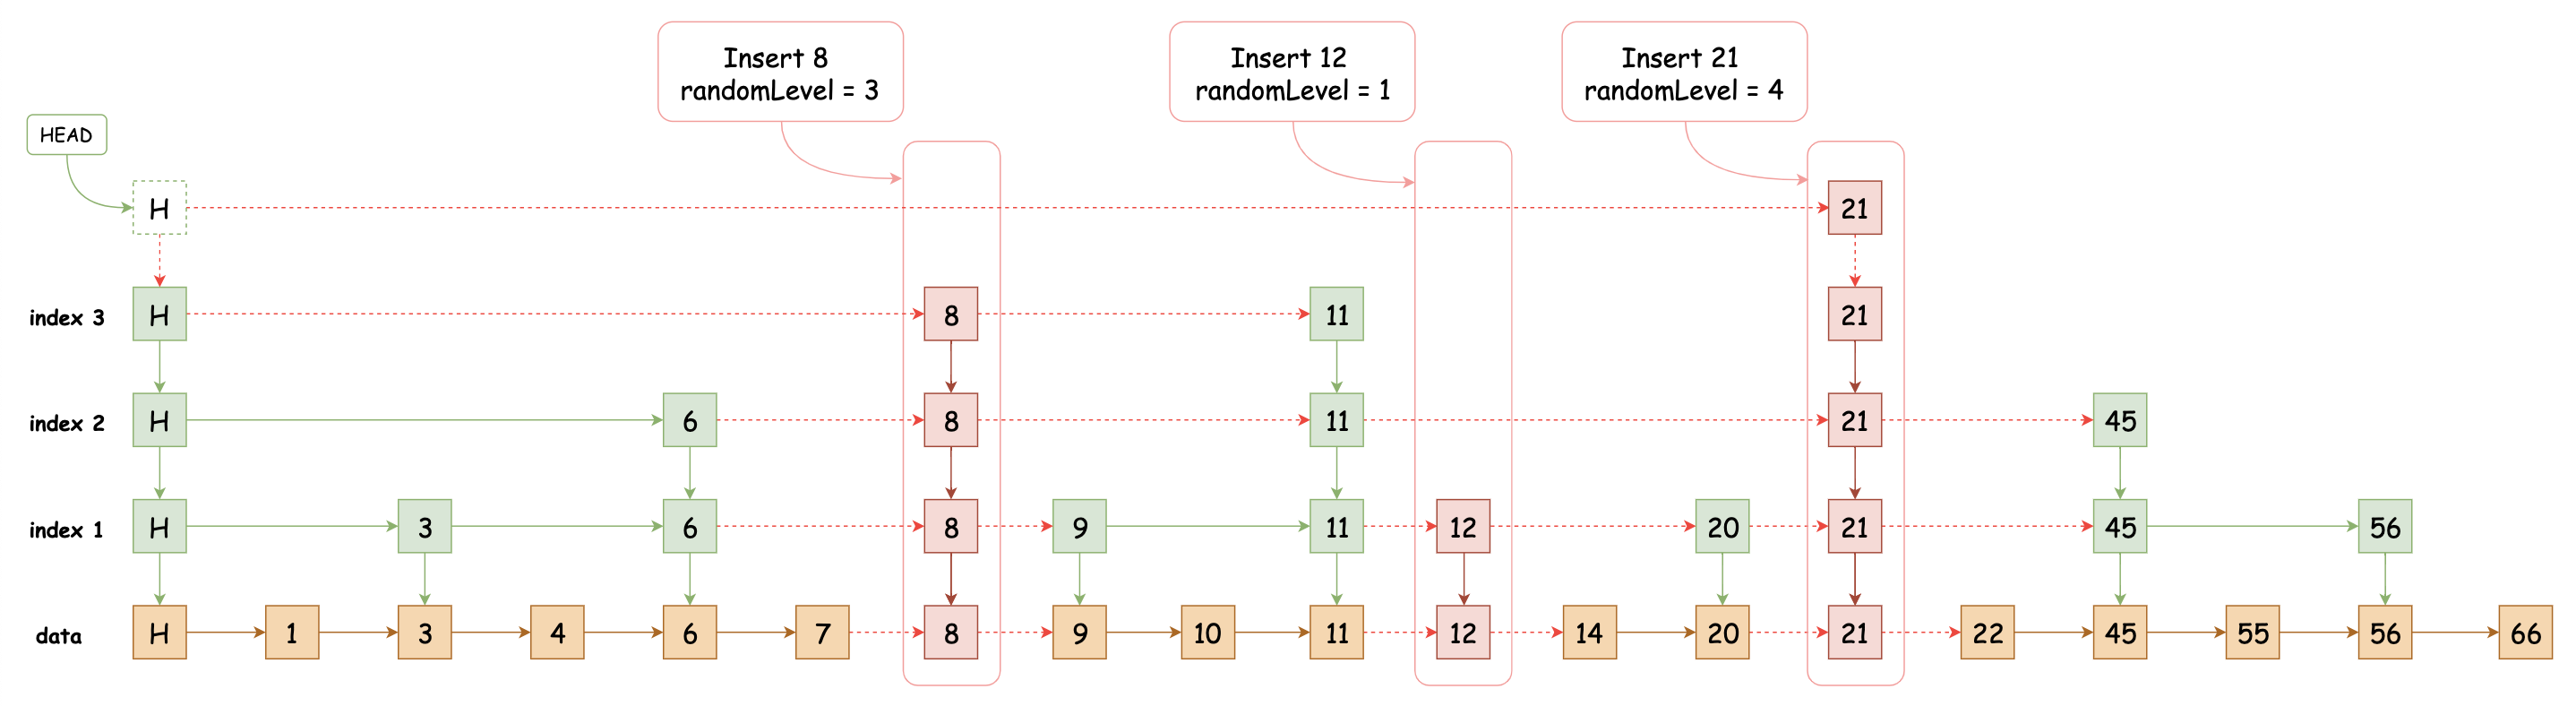 Insert 8
randomLevel = 3
Insert 12
randomLevel = 1
Insert 21
randomLevel = 4
HEAD
H 21
index 3 H 8 11 21
index 2 H 6 8 11 21 45
index 1 H 3 6 8 9 11 12 20 21 45 56
data H 1 3 4 6 7 8 9 10 11 12 14 20 21 22 45 55 56 66